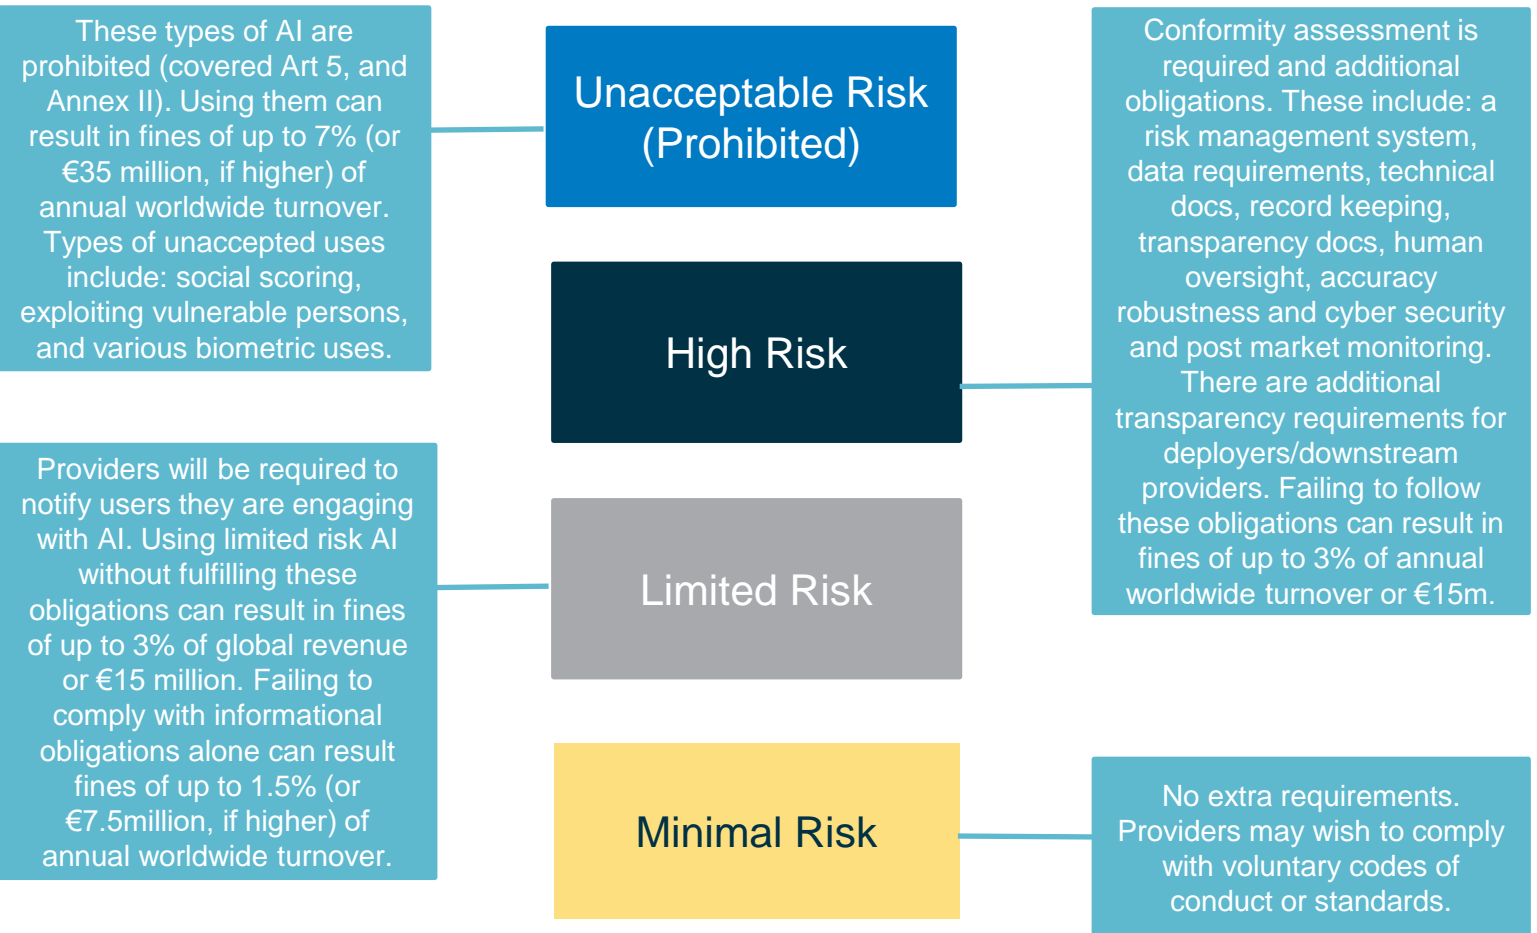 These types of AI are
prohibited (covered Art 5, and
Annex II). Using them can
result in fines of up to 7% (or
€35 million, if higher) of
annual worldwide turnover.
Types of unaccepted uses
include: social scoring,
exploiting vulnerable persons,
and various biometric uses.
Unacceptable Risk
(Prohibited)
Conformity assessment is
required and additional
obligations. These include: a
risk management system,
data requirements, technical
docs, record keeping,
transparency docs, human
oversight, accuracy
robustness and cyber security
and post market monitoring.
There are additional
transparency requirements for
deployers/downstream
providers. Failing to follow
these obligations can result in
fines of up to 3% of annual
worldwide turnover or €15m.
High Risk
Providers will be required to
notify users they are engaging
with AI. Using limited risk AI
without fulfilling these
obligations can result in fines
of up to 3% of global revenue
or €15 million. Failing to
comply with informational
obligations alone can result
fines of up to 1.5% (or
€7.5million, if higher) of
annual worldwide turnover.
Limited Risk
Minimal Risk
No extra requirements.
Providers may wish to comply
with voluntary codes of
conduct or standards.